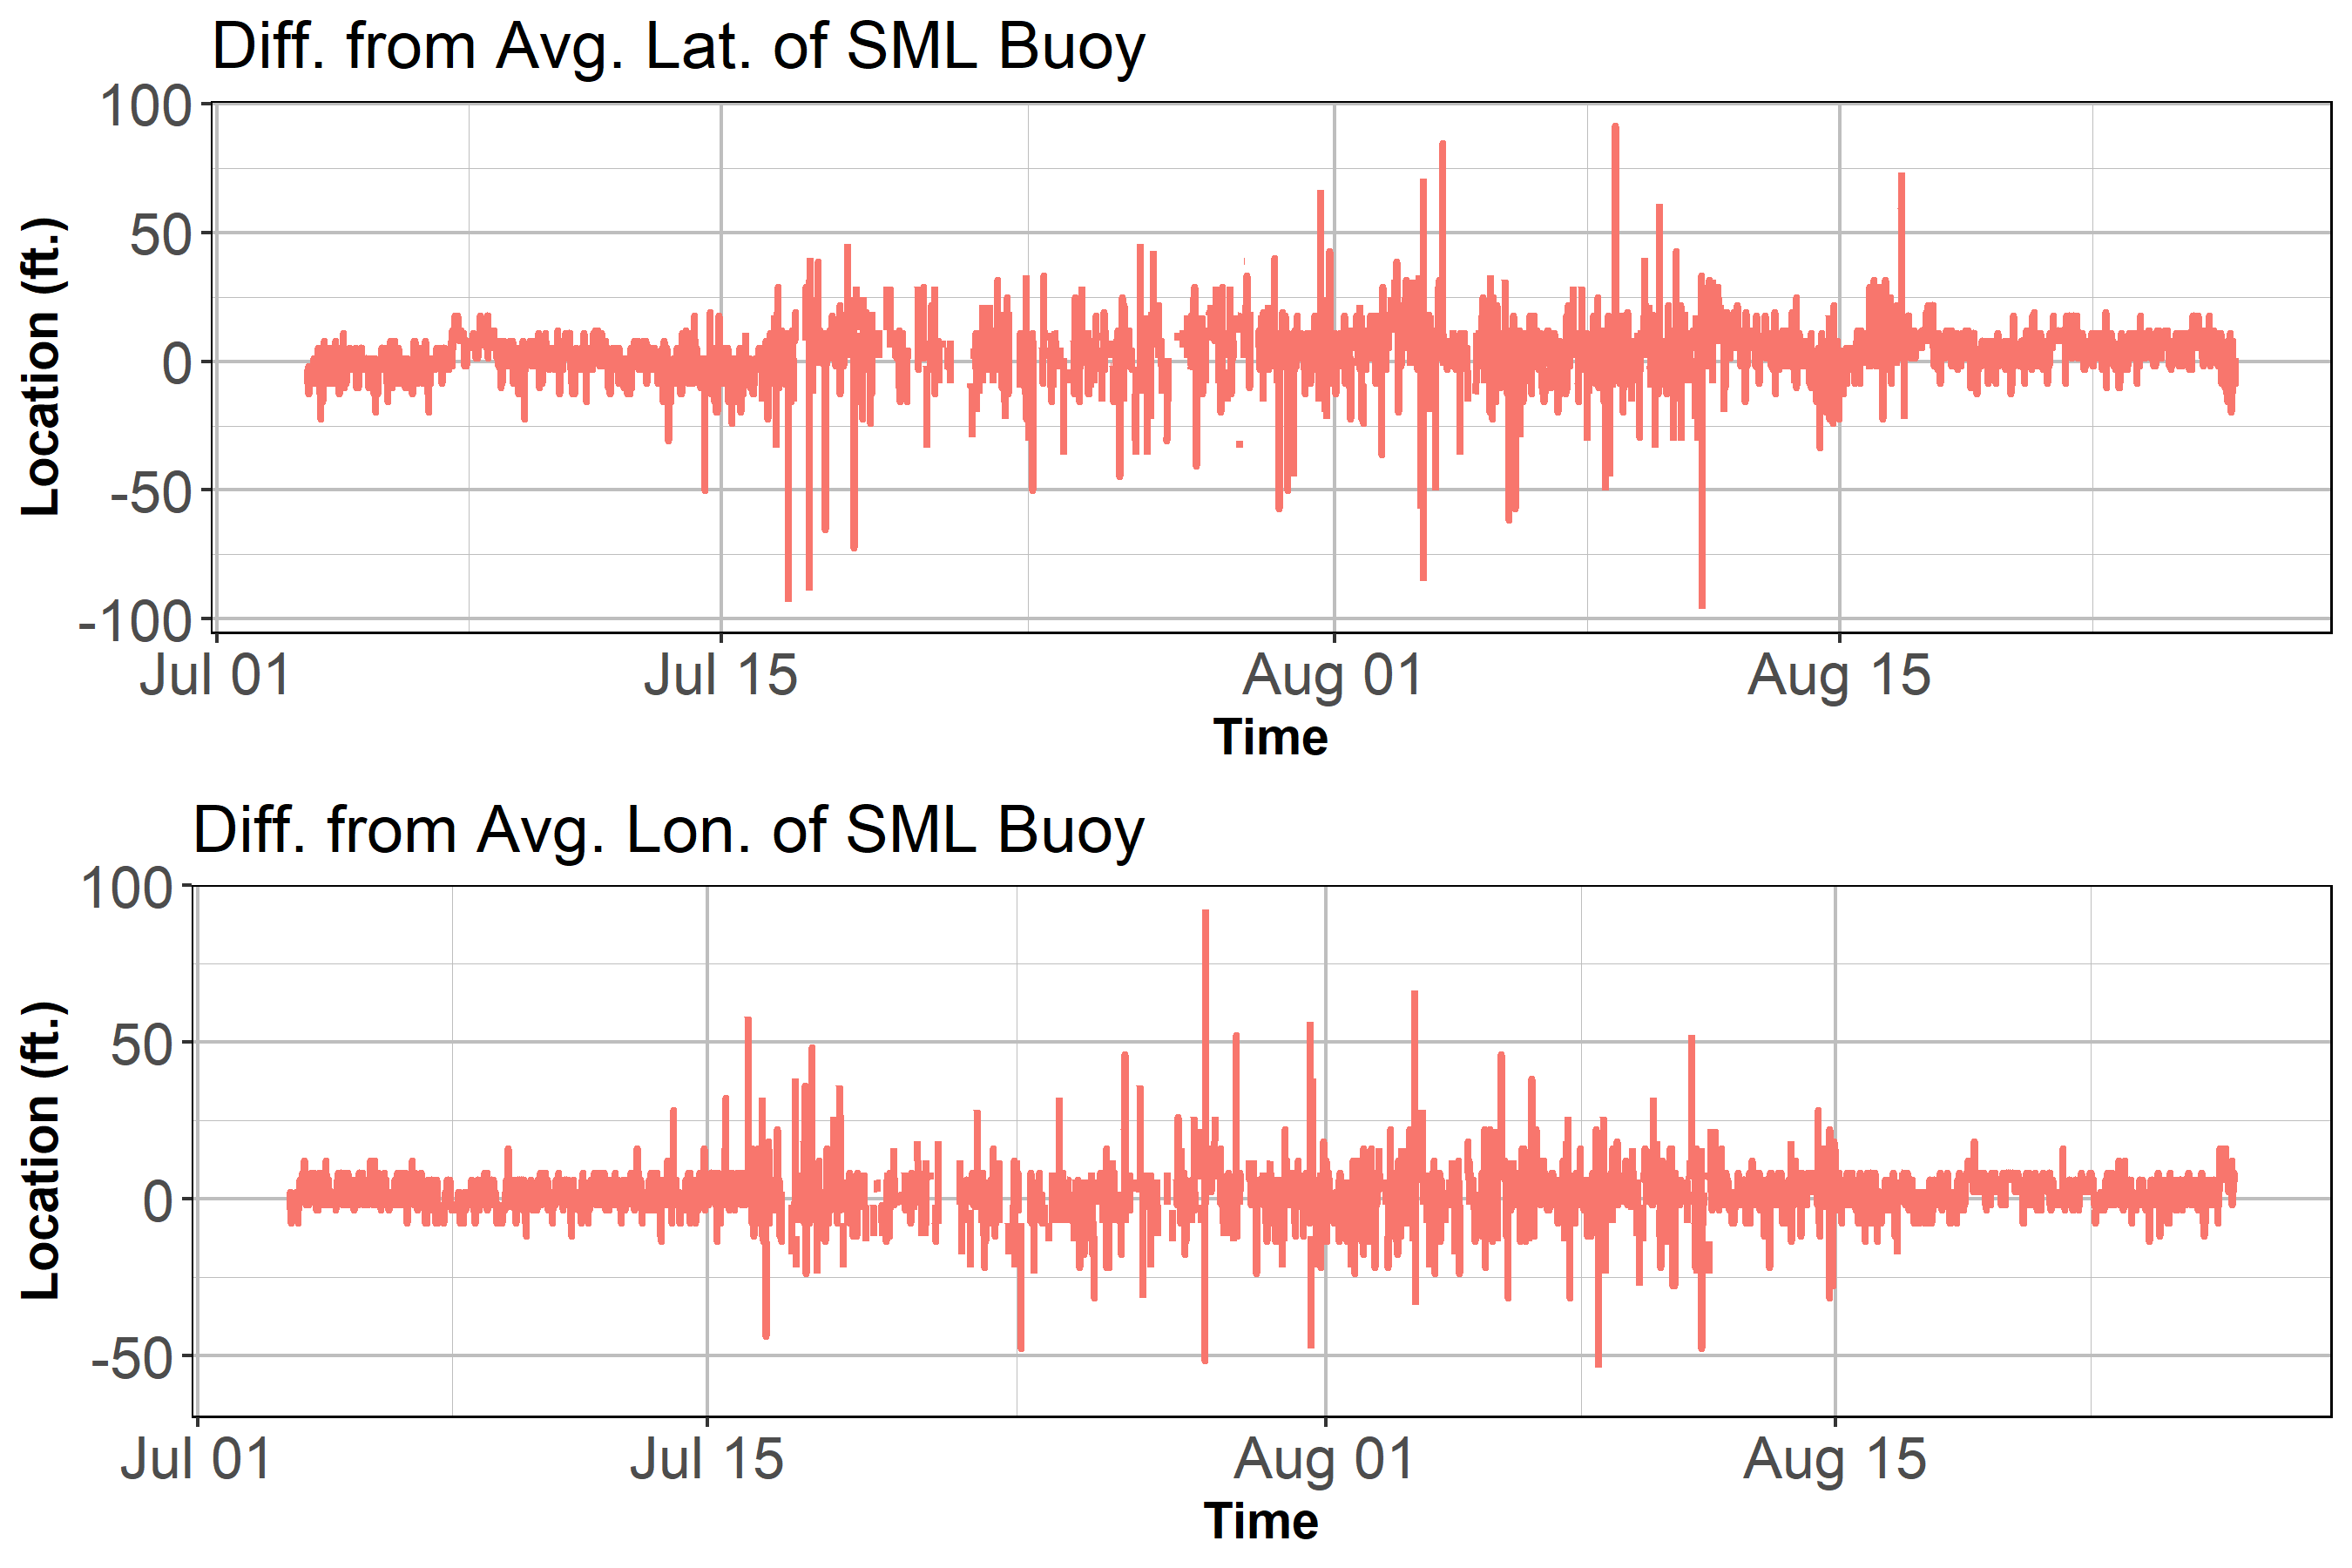 Diff. from Avg. Lat. of SML Buoy
100
50
0
-50
-100
Location (ft.)
Jul 01 Jul 15 Aug 01 Aug 15
Time
Diff. from Avg. Lon. of SML Buoy
100
50
0
-50
Location (ft.)
Jul 01 Jul 15 Aug 01 Aug 15
Time